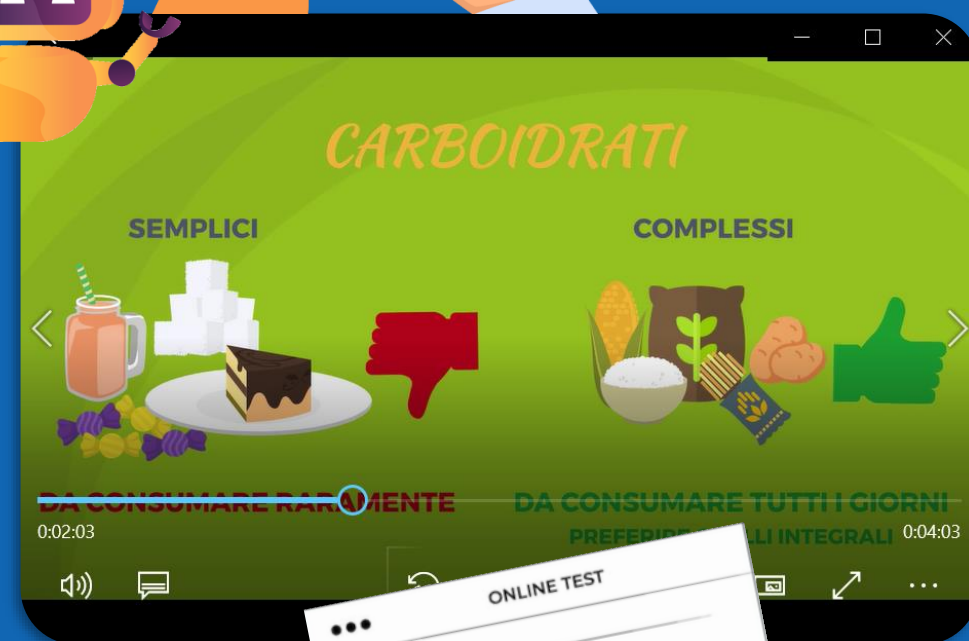 CARBOIDRATI
SEMPLICI
COMPLESSI
DA CONSUMARE RARAMENTE
DA CONSUMARE TUTTI I GIORNI
INTEGRALI
0:02:03
0:04:03
ONLINE TEST